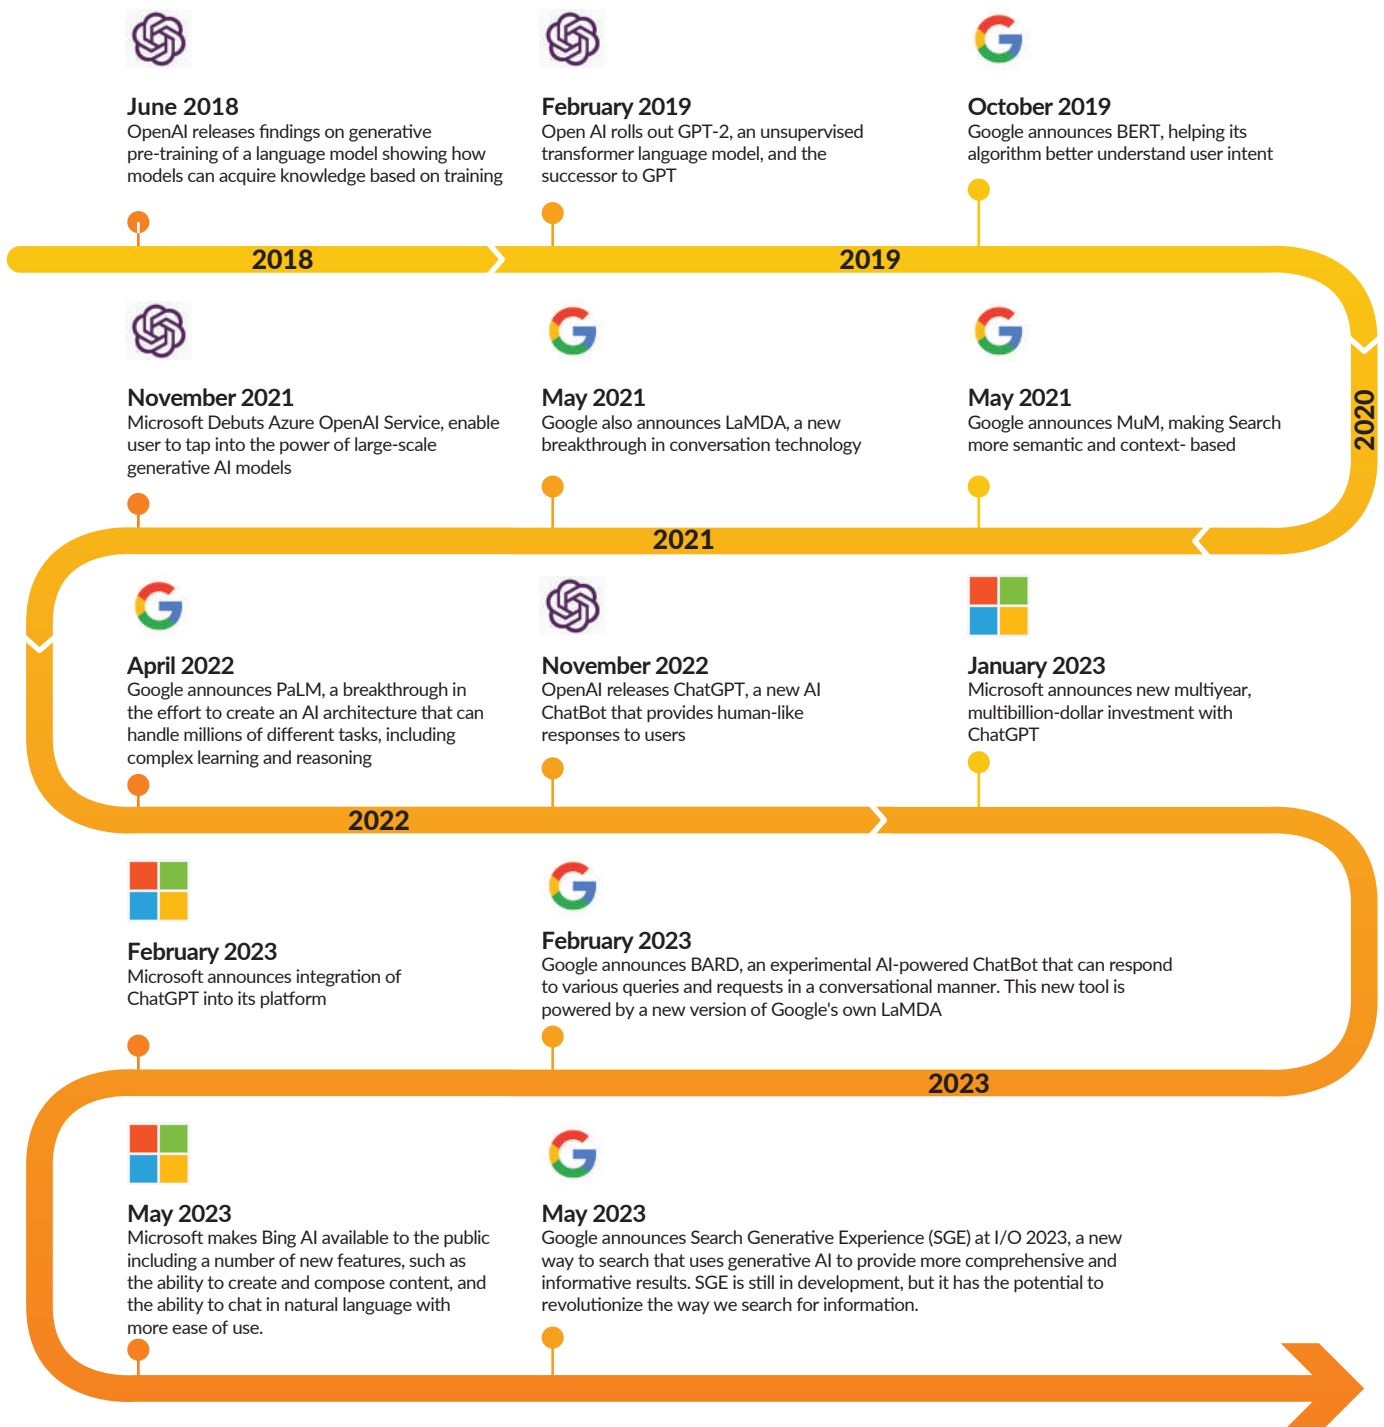 June 2018
OpenAI releases findings on generative
pre-training of a language model showing how
models can acquire knowledge based on training
February 2019
Open AI rolls out GPT-2, an unsupervised
transformer language model, and the
successor to GPT
October 2019
Google announces BERT, helping its
algorithm better understand user intent
2018
2019
November 2021
Microsoft Debuts Azure OpenAI Service, enable
user to tap into the power of large-scale
generative AI models
May 2021
Google also announces LaMDA, a new
breakthrough in conversation technology
May 2021
Google announces MuM, making Search
more semantic and context- based
2020
2021
April 2022
Google announces PaLM, a breakthrough in
the effort to create an AI architecture that can
handle millions of different tasks, including
complex learning and reasoning
November 2022
OpenAI releases ChatGPT, a new AI
ChatBot that provides human-like
responses to users
January 2023
Microsoft announces new multiyear,
multibillion-dollar investment with
ChatGPT
2022
February 2023
Microsoft announces integration of
ChatGPT into its platform
February 2023
Google announces BARD, an experimental AI-powered ChatBot that can respond
to various queries and requests in a conversational manner. This new tool is
powered by a new version of Google's own LaMDA
2023
May 2023
Microsoft makes Bing AI available to the public
including a number of new features, such as
the ability to create and compose content, and
the ability to chat in natural language with
more ease of use.
May 2023
Google announces Search Generative Experience (SGE) at I/O 2023, a new
way to search that uses generative AI to provide more comprehensive and
informative results. SGE is still in development, but it has the potential to
revolutionize the way we search for information.